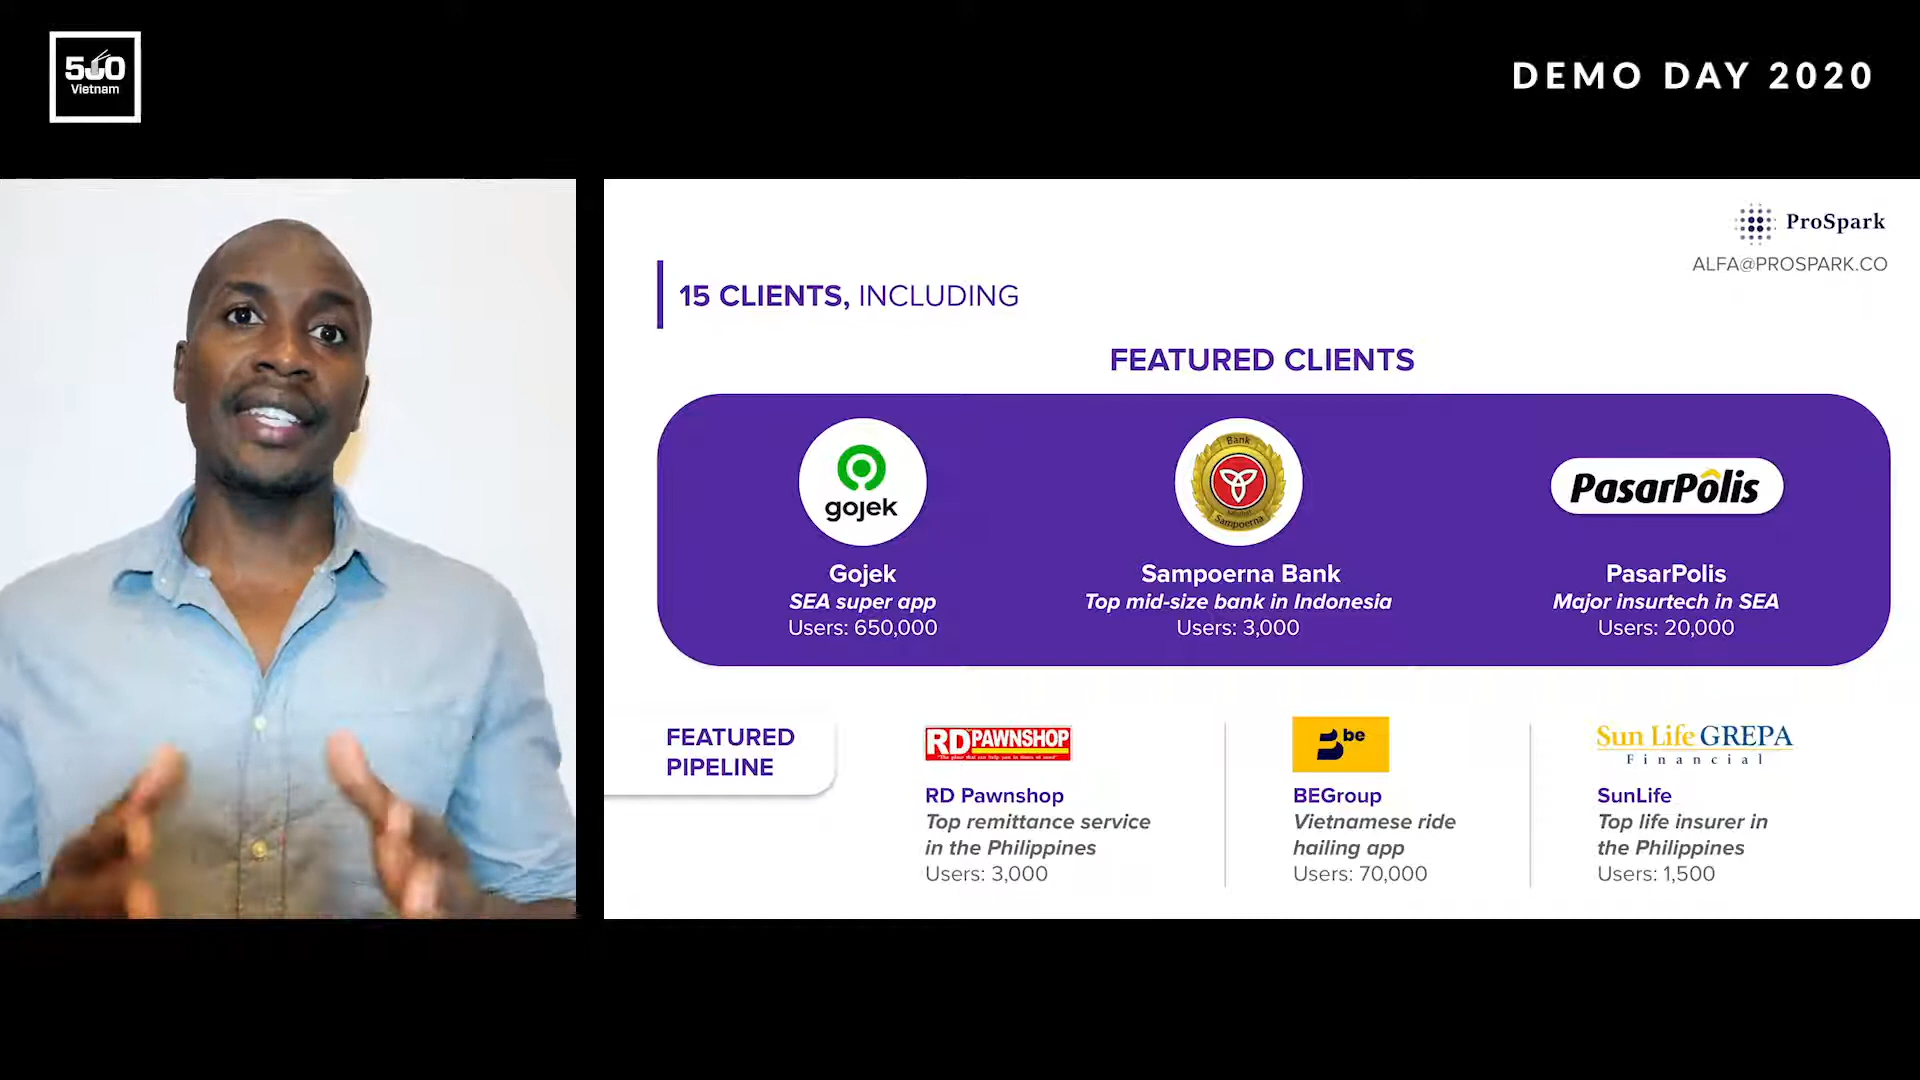 500
Vietnam
DEMO DAY 2020
ProSpark
ALFA@PROSPARK.CO
15 CLIENTS, INCLUDING
FEATURED CLIENTS
gojek
Bank
Sampoerna
PasarPolis
Gojek
SEA super app
Users: 650,000
Sampoerna Bank
Top mid-size bank in Indonesia
Users: 3,000
PasarPolis
Major insurtech in SEA
Users: 20,000
FEATURED
PIPELINE
RD PAWNSHOP
be
Sun Life GREPA
Financial
RD Pawnshop
Top remittance service
in the Philippines
Users: 3,000
BEGroup
Vietnamese ride
hailing app
Users: 70,000
SunLife
Top life insurer in
the Philippines
Users: 1,500